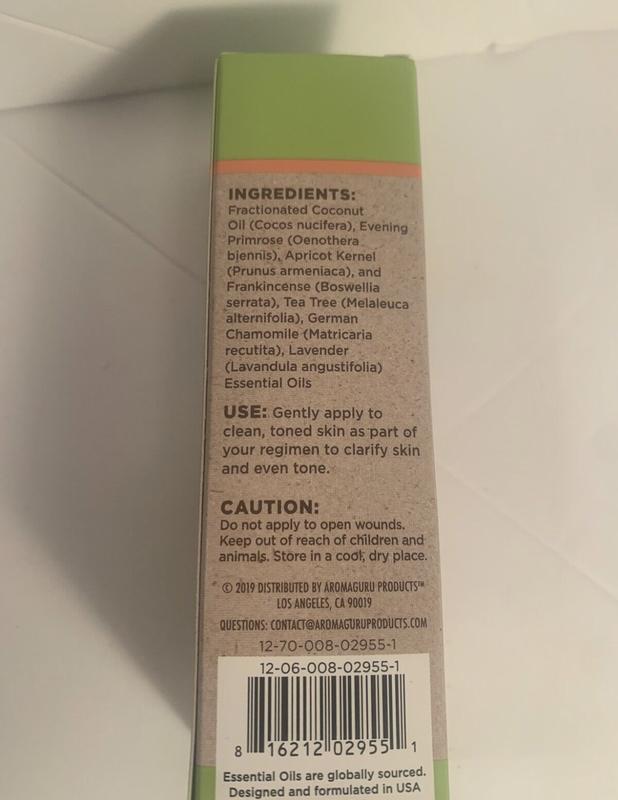 INGREDIENTS:
Fractionated Coconut
Oil (Cocos nucifera), Evening
Primrose (Oenothera
biennis), Apricot Kernel
(Prunus armeniaca), and
Frankincense (Boswellia
serrata), Tea Tree (Melaleuca
alternifolia), German
Chamomile (Matricaria
recutita), Lavender
(Lavandula angustifolia)
Essential Oils
USE: Gently apply to
clean, toned skin as part of
your regimen to clarify skin
and even tone.
CAUTION:
Do not apply to open wounds.
Keep out of reach of children and
animals. Store in a cool, dry place.
© 2019 DISTRIBUTED BY AROMAGURU PRODUCTS™
LOS ANGELES, CA 90019
QUESTIONS: CONTACT@AROMAGURUPRODUCTS.COM
12-70-008-02955-1
12-06-008-02955-1
8 16212 02955 1
Essential Oils are globally sourced.
Designed and formulated in USA